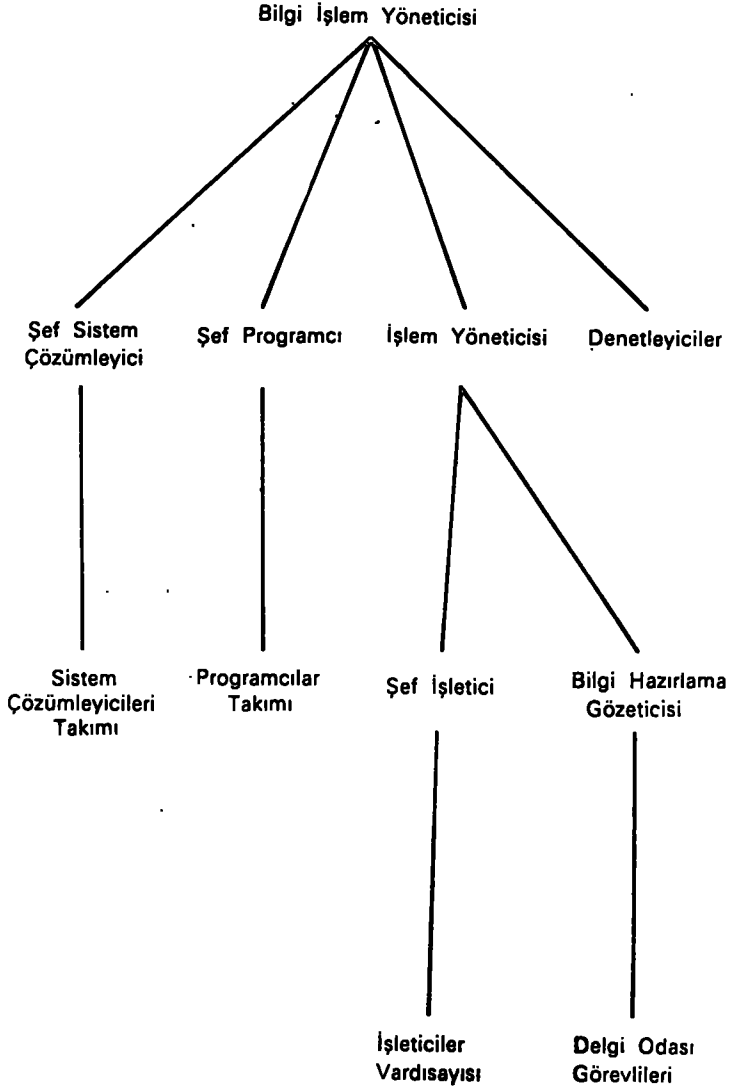 Bilgi İşlem Yöneticisi
Şef Sistem
Çözümleyici
Şef Programcı
İşlem Yöneticisi
Denetleyiciler
Sistem
Çözümleyicileri
Takımı
Programcılar
Takımı
Şef İşletici
Bilgi Hazırlama
Gözeticisi
İşleticiler
Vardısayısı
Delgi Odası
Görevlileri